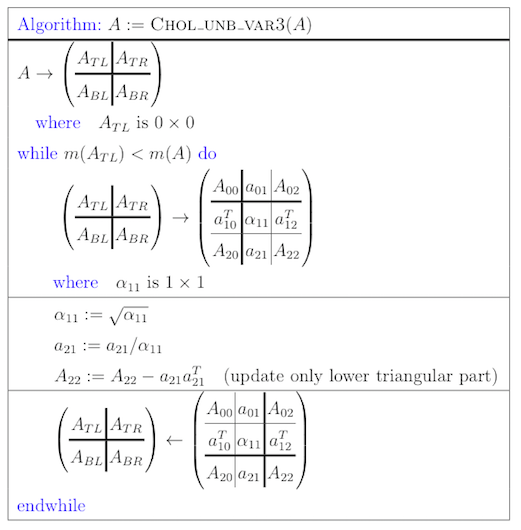 Algorithm: A := CHOL_UNB_VAR3(A)
A → ( A_TL | A_TR
A_BL | A_BR )
where A_TL is 0 × 0
while m(A_TL) < m(A) do
( A_TL | A_TR
A_BL | A_BR ) → ( A_00 | a_01 | A_02
a_10^T | α_11 | a_12^T
A_20 | a_21 | A_22 )
where α_11 is 1 × 1
α_11 := √α_11
a_21 := a_21/α_11
A_22 := A_22 − a_21 a_21^T (update only lower triangular part)
( A_TL | A_TR
A_BL | A_BR ) ← ( A_00 | a_01 | A_02
a_10^T | α_11 | a_12^T
A_20 | a_21 | A_22 )
endwhile